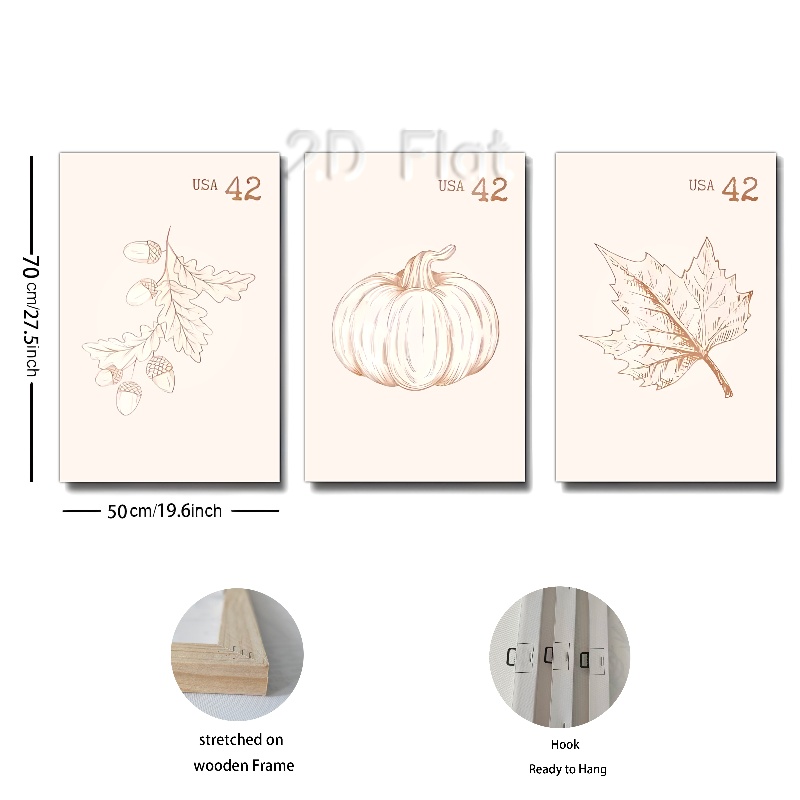 2D Flat
USA 42
USA 42
USA 42
70 cm/27.5inch
50cm/19.6inch
stretched on
wooden Frame
Hook
Ready to Hang